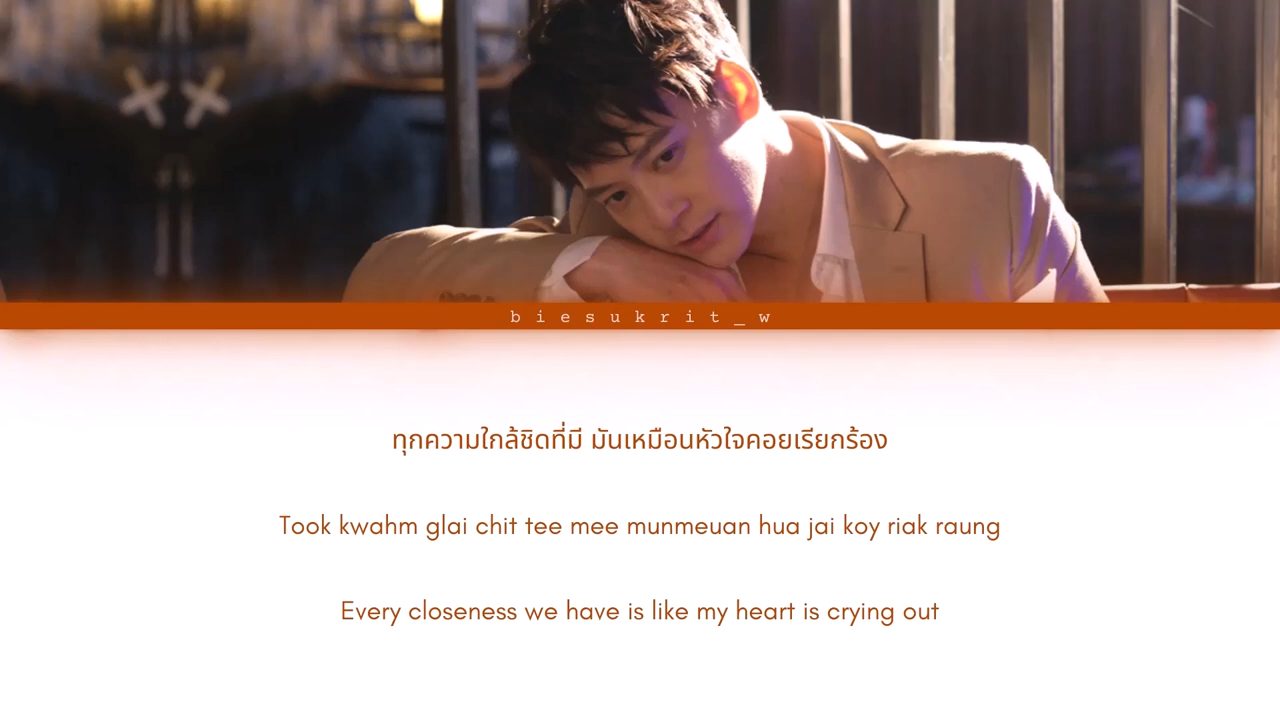 biesukrit_w
ทุกความใกล้ชิดที่มี มันเหมือนหัวใจคอยเรียกร้อง
Took kwahm glai chit tee mee munmeuan hua jai koy riak raung
Every closeness we have is like my heart is crying out